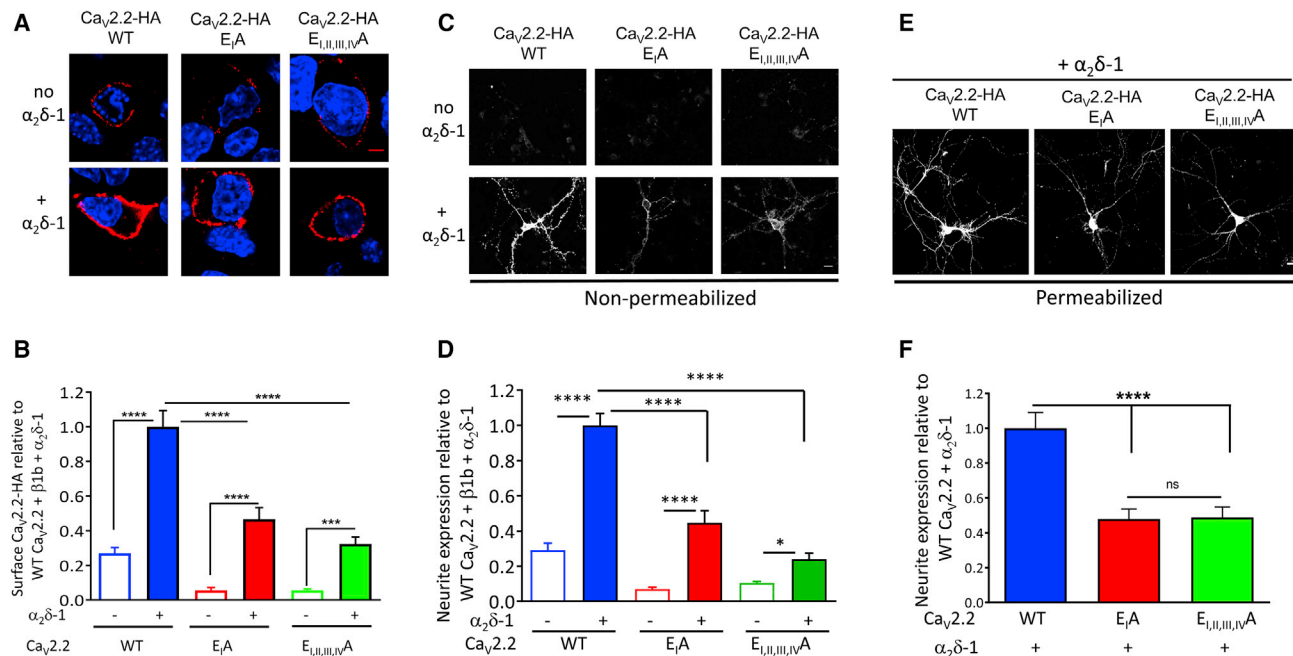 A
CaV2.2-HA WT
CaV2.2-HA EIA
CaV2.2-HA EI,II,III,IVA
no α2δ-1
+ α2δ-1
B
Surface CaV2.2-HA relative to
WT CaV2.2 + β1b + α2δ-1
1.2
1.0
0.8
0.6
0.4
0.2
0.0
****
****
****
****
***
α2δ-1 - + - + - +
WT EIA EI,II,III,IVA
CaV2.2
C
CaV2.2-HA WT
CaV2.2-HA EIA
CaV2.2-HA EI,II,III,IVA
no α2δ-1
+ α2δ-1
Non-permeabilized
D
Neurite expression relative to
WT CaV2.2 + β1b + α2δ-1
1.2
1.0
0.8
0.6
0.4
0.2
0.0
****
****
****
****
*
α2δ-1 - + - + - +
CaV2.2 WT EIA EI,II,III,IVA
E
+ α2δ-1
CaV2.2-HA WT
CaV2.2-HA EIA
CaV2.2-HA EI,II,III,IVA
Permeabilized
F
Neurite expression relative to
WT CaV2.2 + α2δ-1
1.2
1.0
0.8
0.6
0.4
0.2
0.0
****
ns
CaV2.2 WT EIA EI,II,III,IVA
α2δ-1 + + +